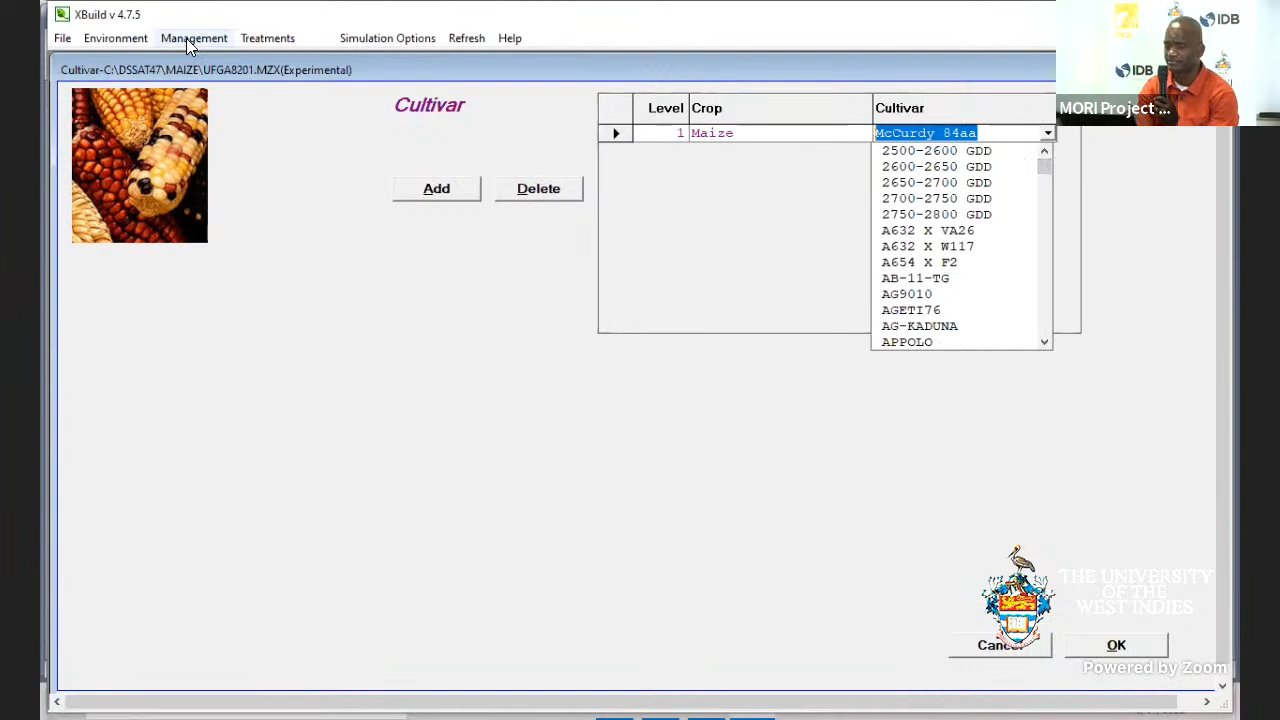 XBuild v 4.7.5
File Environment Management Treatments Simulation Options Refresh Help
Cultivar-C:\DSSAT47\MAIZE\UFGA8201.MZX(Experimental)
Cultivar
Add Delete
Level Crop Cultivar
1 Maize McCurdy 84aa
2500-2600 GDD
2600-2650 GDD
2650-2700 GDD
2700-2750 GDD
2750-2800 GDD
A632 X VA26
A632 X W117
A654 X F2
AB-11-TG
AG9010
AGETI76
AG-KADUNA
APPOLO
IDB
IDB
MORI Project ...
THE UNIVERSITY
OF THE
WEST INDIES
OK
Powered by Zoom